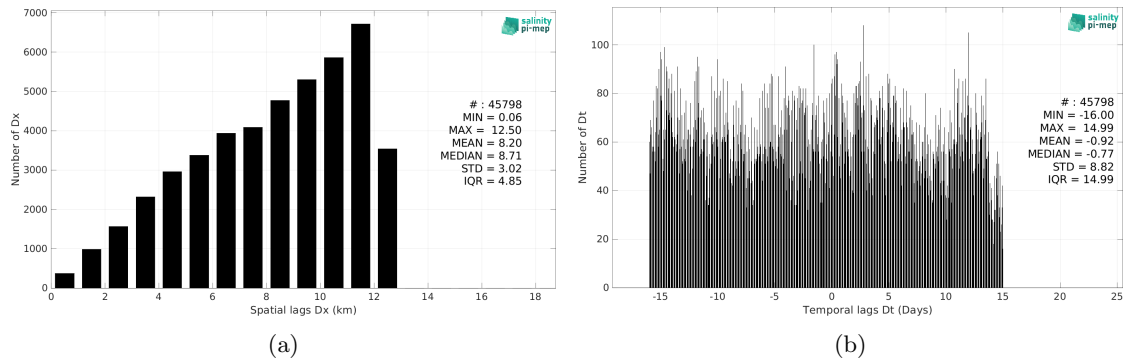 7000
6000
5000
4000
3000
2000
1000
0
Number of Dx
0 2 4 6 8 10 12 14 16 18
Spatial lags Dx (km)
salinity
pi-mep
# : 45798
MIN = 0.06
MAX = 12.50
MEAN = 8.20
MEDIAN = 8.71
STD = 3.02
IQR = 4.85
(a)
100
80
60
40
20
0
Number of Dt
-15 -10 -5 0 5 10 15 20 25
Temporal lags Dt (Days)
salinity
pi-mep
# : 45798
MIN = -16.00
MAX = 14.99
MEAN = -0.92
MEDIAN = -0.77
STD = 8.82
IQR = 14.99
(b)